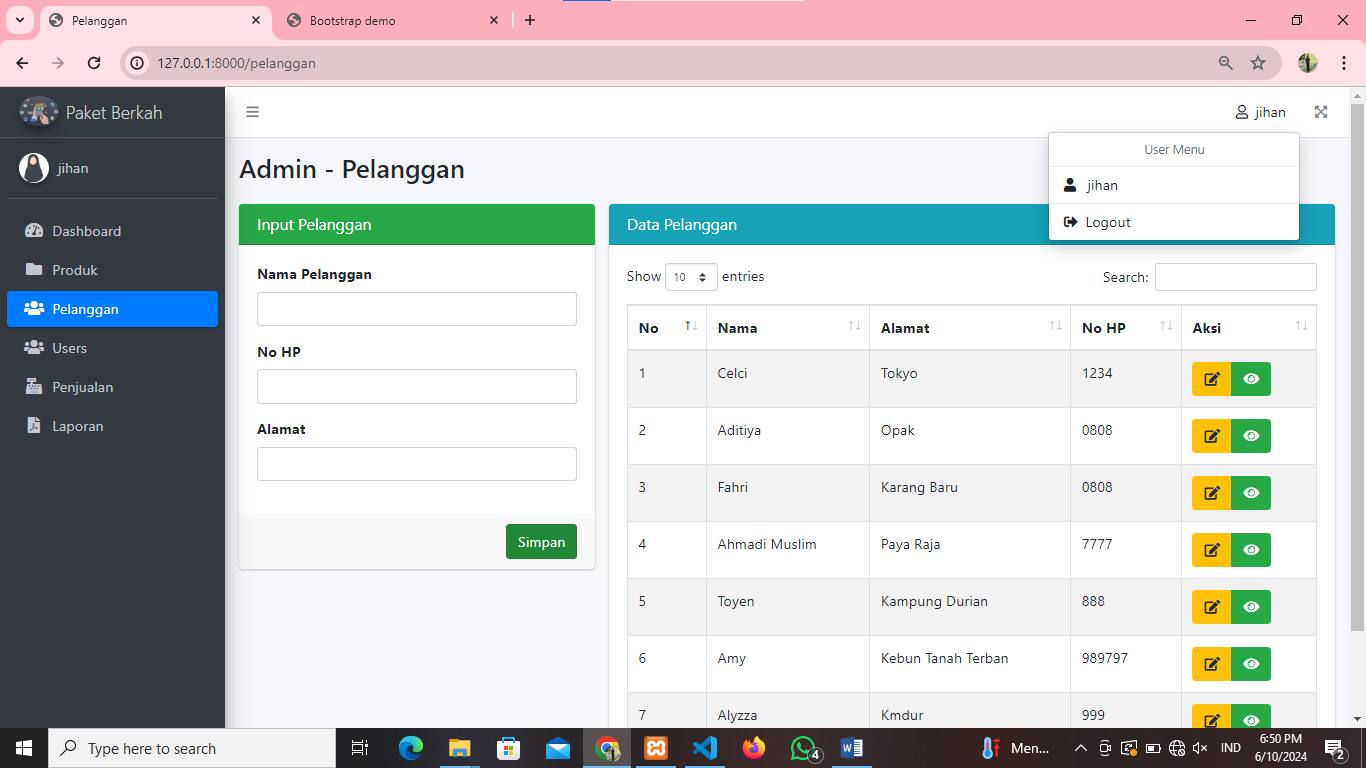 Pelanggan
Bootstrap demo
127.0.0.1:8000/pelanggan
Paket Berkah
jihan
jihan
Dashboard
Produk
Pelanggan
Users
Penjualan
Laporan
Admin - Pelanggan
User Menu
jihan
Logout
Input Pelanggan
Nama Pelanggan
No HP
Alamat
Simpan
Data Pelanggan
Show 10 entries
Search:
No Nama Alamat No HP Aksi
1 Celci Tokyo 1234
2 Aditiya Opak 0808
3 Fahri Karang Baru 0808
4 Ahmadi Muslim Paya Raja 7777
5 Toyen Kampung Durian 888
6 Amy Kebun Tanah Terban 989797
7 Alyzza Kmdur 999
Type here to search
4
Men...
IND
6:50 PM
6/10/2024
2